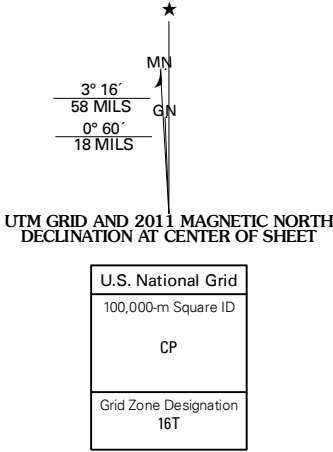 ★
MN
3° 16´
58 MILS
GN
0° 60´
18 MILS
UTM GRID AND 2011 MAGNETIC NORTH
DECLINATION AT CENTER OF SHEET
U.S. National Grid
100,000-m Square ID
CP
Grid Zone Designation
16T